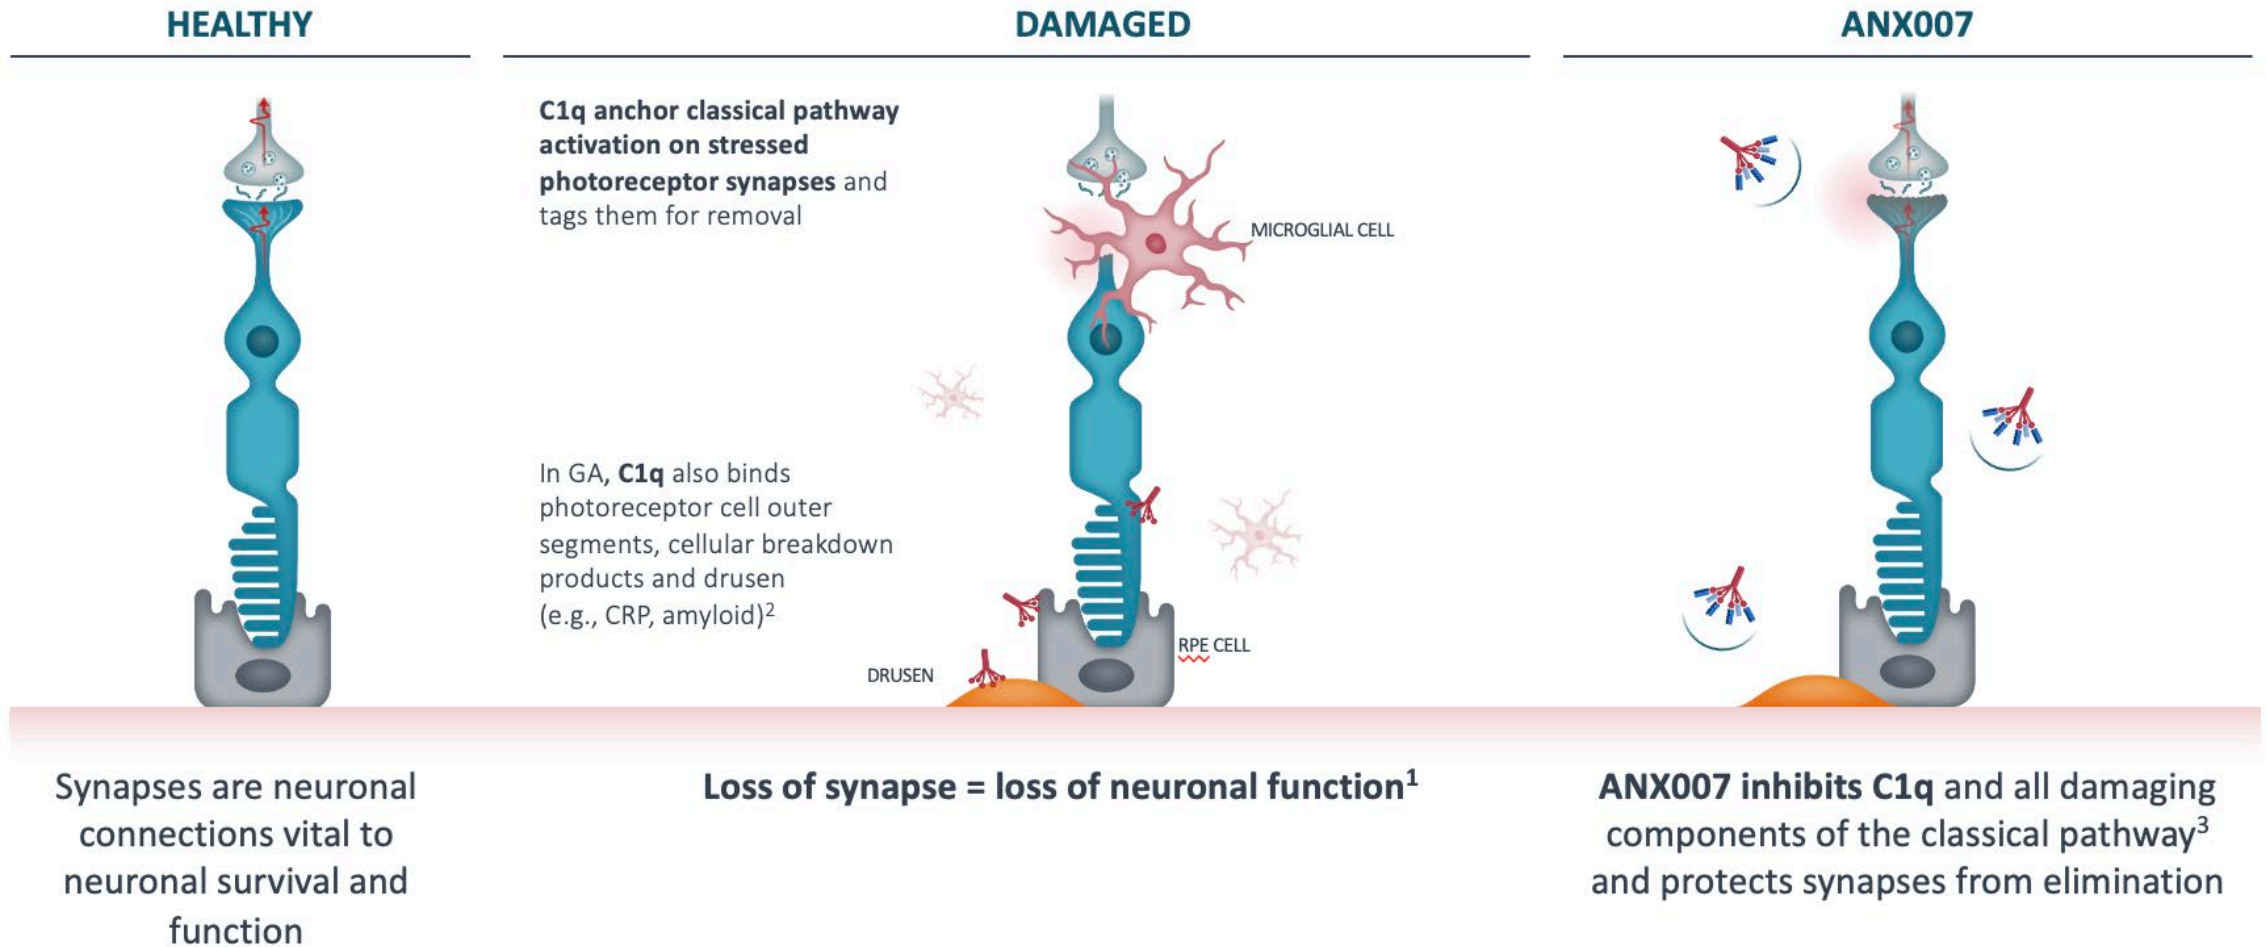 HEALTHY
DAMAGED
ANX007
C1q anchor classical pathway
activation on stressed
photoreceptor synapses and
tags them for removal
MICROGLIAL CELL
In GA, C1q also binds
photoreceptor cell outer
segments, cellular breakdown
products and drusen
(e.g., CRP, amyloid)²
RPE CELL
DRUSEN
Synapses are neuronal
connections vital to
neuronal survival and
function
Loss of synapse = loss of neuronal function¹
ANX007 inhibits C1q and all damaging
components of the classical pathway³
and protects synapses from elimination